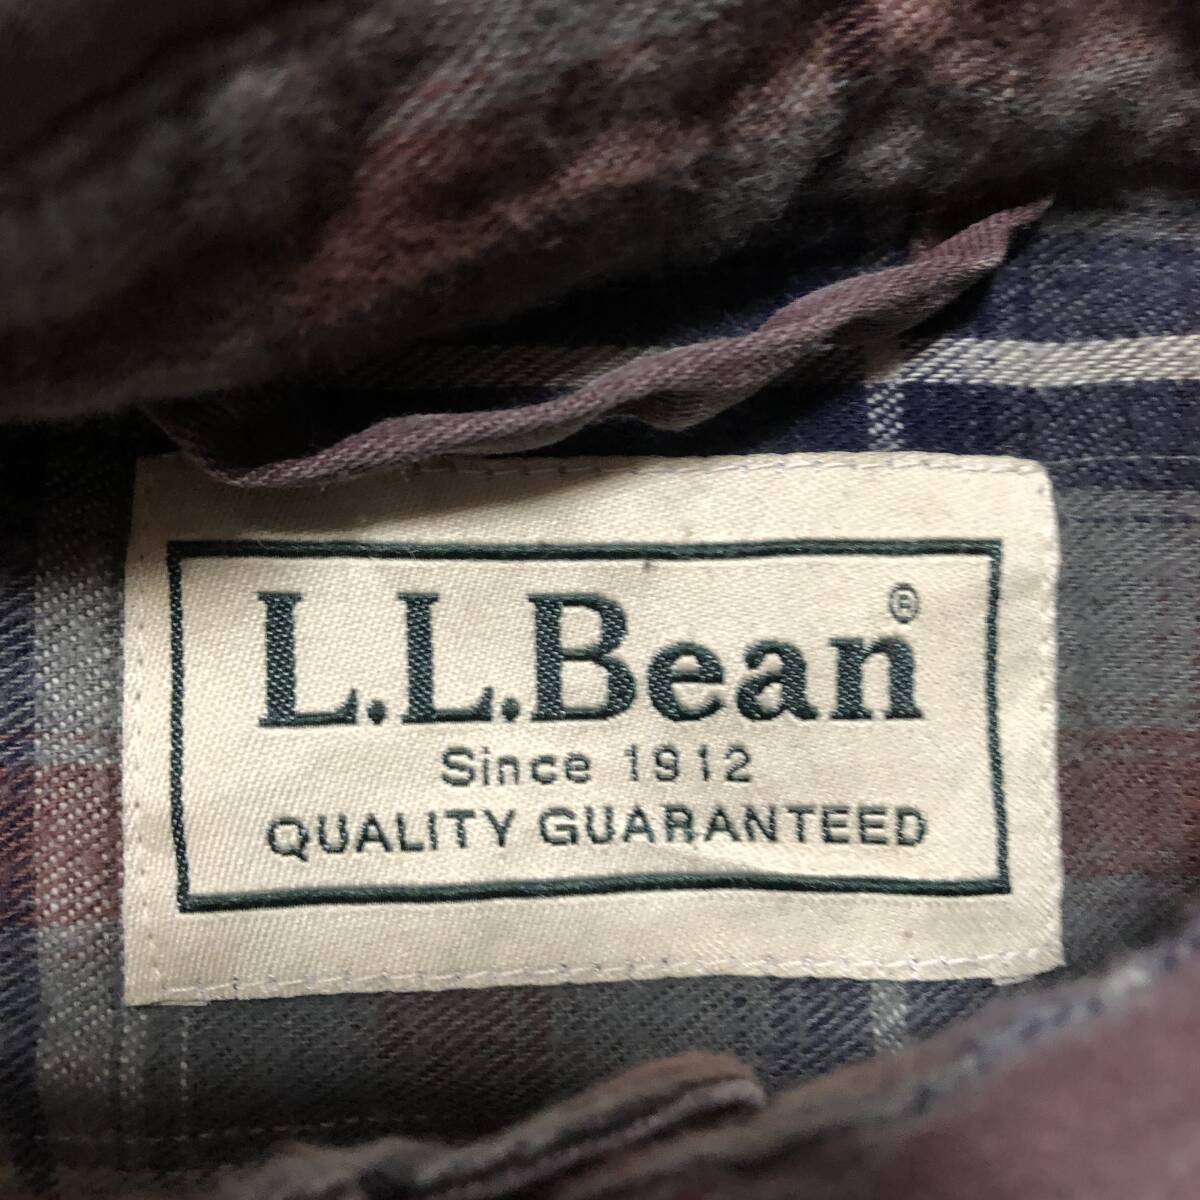 L.L.Bean®
Since 1912
QUALITY GUARANTEED